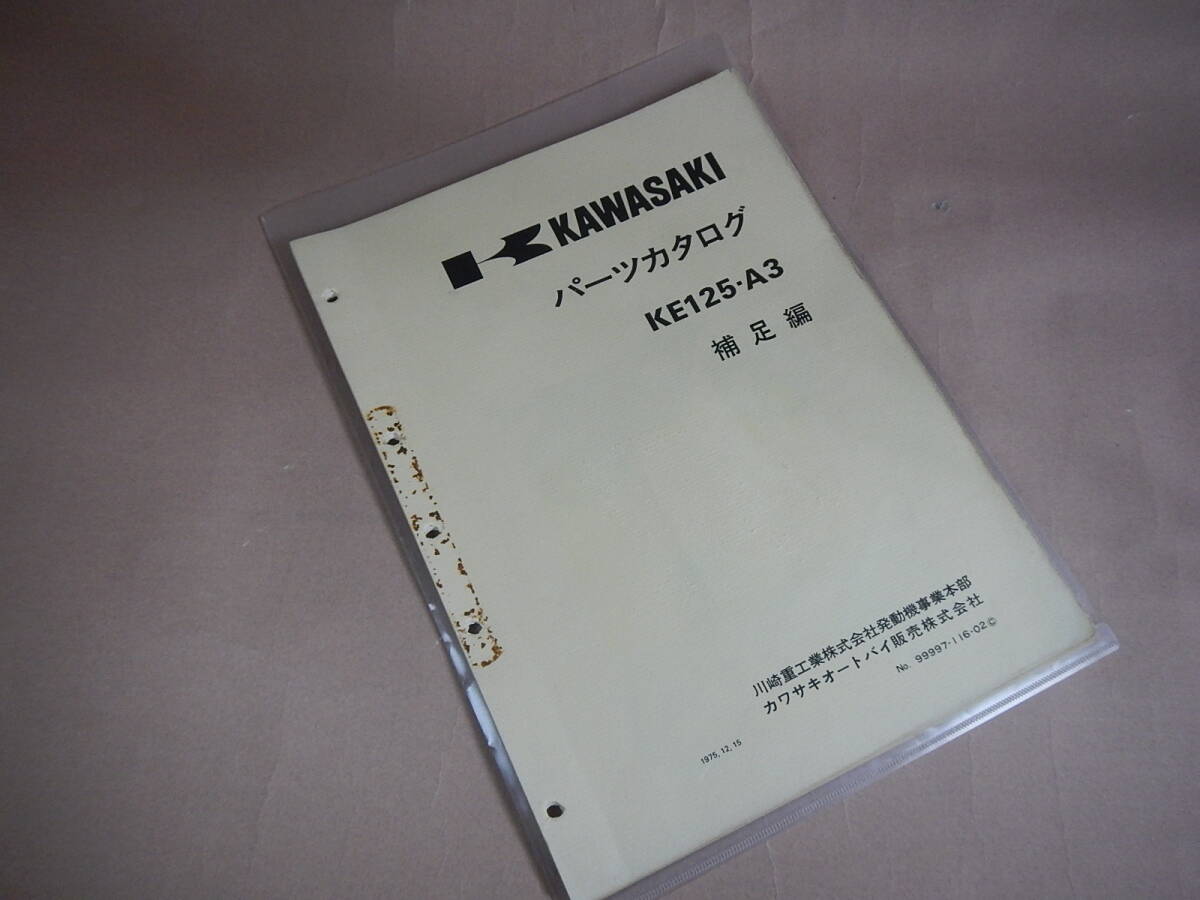 KAWASAKI
パーツカタログ
KE125·A3
補足編
川崎重工業株式会社発動機事業本部
カワサキオートバイ販売株式会社
No. 99997-116-02©
1975,12,15